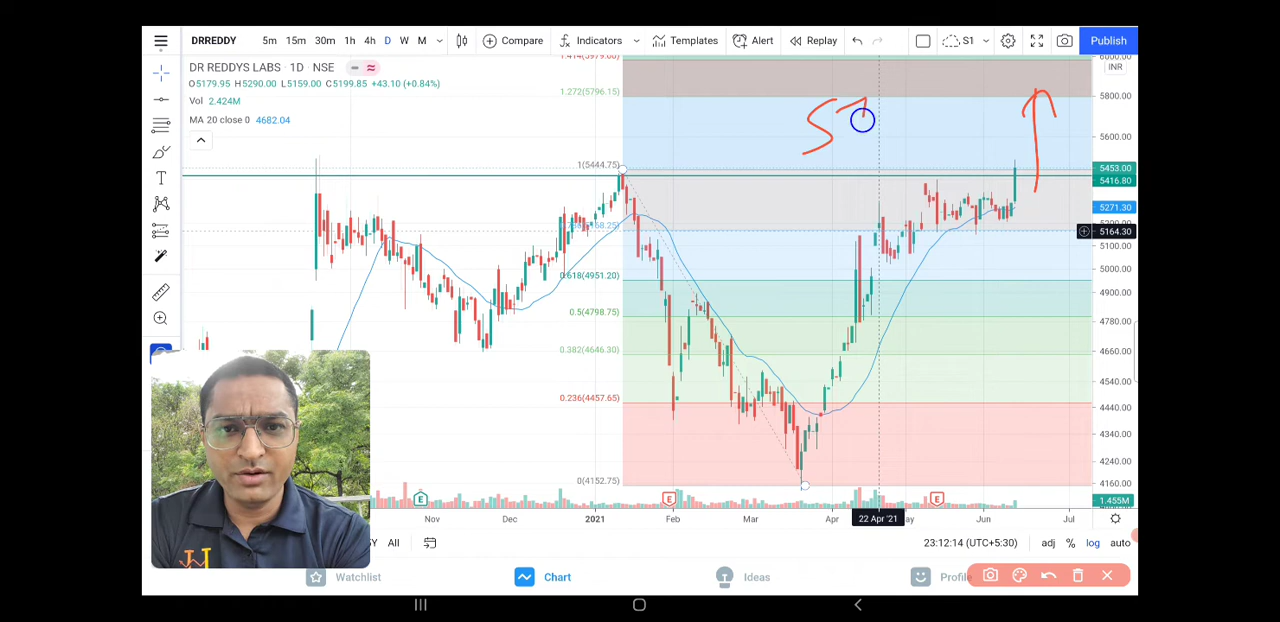 DRREDDY 5m 15m 30m 1h 4h D W M Compare Indicators Templates Alert Replay S1 Publish
DR REDDYS LABS · 1D · NSE
O5179.95 H5290.00 L5159.00 C5199.85 +43.10 (+0.84%)
Vol 2.424M
MA 20 close 0 4682.04
INR
1.272(5796.15)
1(5444.75)
0.618(4951.20)
0.5(4798.75)
0.382(4646.30)
0.236(4457.65)
0(4152.75)
5800.00
5600.00
5453.00
5416.80
5271.30
5164.30
5100.00
5000.00
4900.00
4780.00
4660.00
4540.00
4440.00
4340.00
4240.00
4160.00
1.455M
E E E
Nov Dec 2021 Feb Mar Apr 22 Apr '21 Jun Jul
All 23:12:14 (UTC+5:30) adj % log auto
Watchlist Chart Ideas Profile